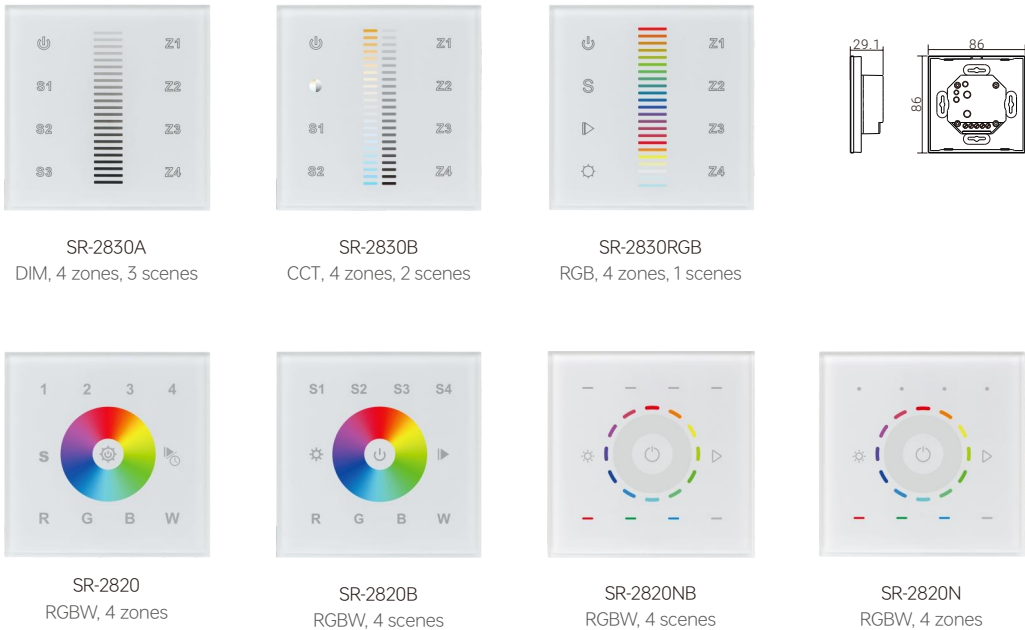 Z1
S1
Z2
S2
Z3
S3
Z4
Z1
Z2
S1
Z3
S2
Z4
Z1
S
Z2
Z3
Z4
29.1
86
86
SR-2830A
DIM, 4 zones, 3 scenes
SR-2830B
CCT, 4 zones, 2 scenes
SR-2830RGB
RGB, 4 zones, 1 scenes
1 2 3 4
S
R G B W
S1 S2 S3 S4
R G B W
SR-2820
RGBW, 4 zones
SR-2820B
RGBW, 4 scenes
SR-2820NB
RGBW, 4 scenes
SR-2820N
RGBW, 4 zones